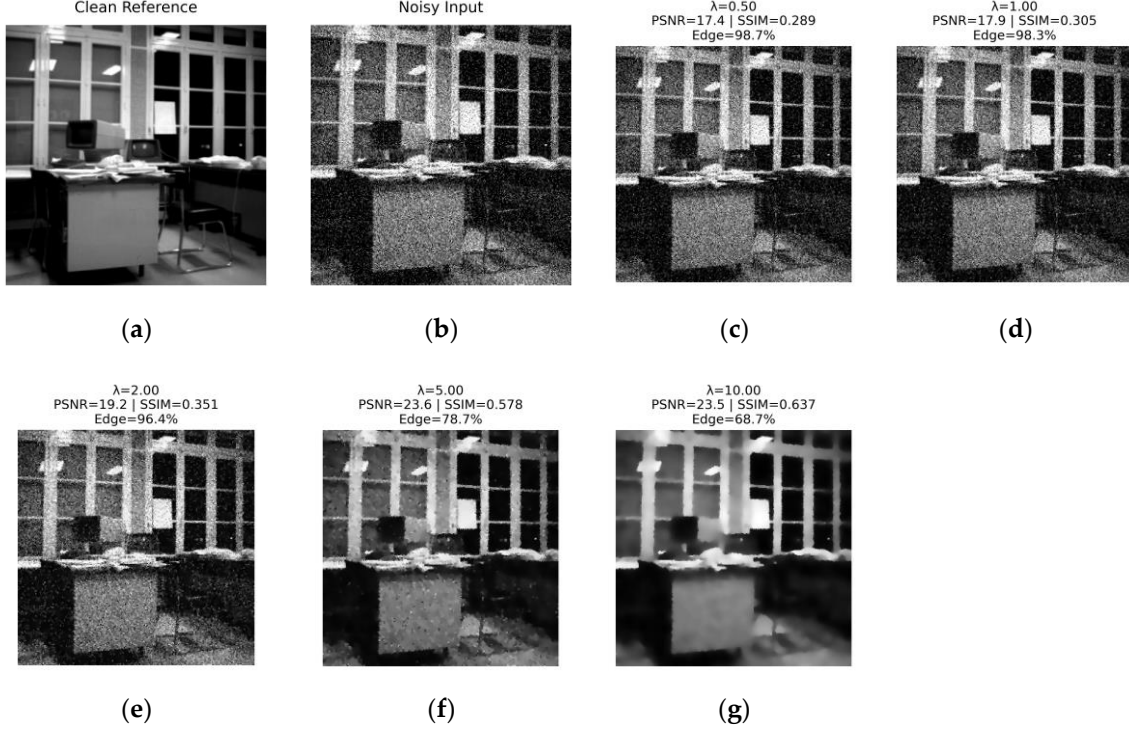 Clean Reference
Noisy Input
λ=0.50
PSNR=17.4 | SSIM=0.289
Edge=98.7%
λ=1.00
PSNR=17.9 | SSIM=0.305
Edge=98.3%
(a)
(b)
(c)
(d)
λ=2.00
PSNR=19.2 | SSIM=0.351
Edge=96.4%
λ=5.00
PSNR=23.6 | SSIM=0.578
Edge=78.7%
λ=10.00
PSNR=23.5 | SSIM=0.637
Edge=68.7%
(e)
(f)
(g)